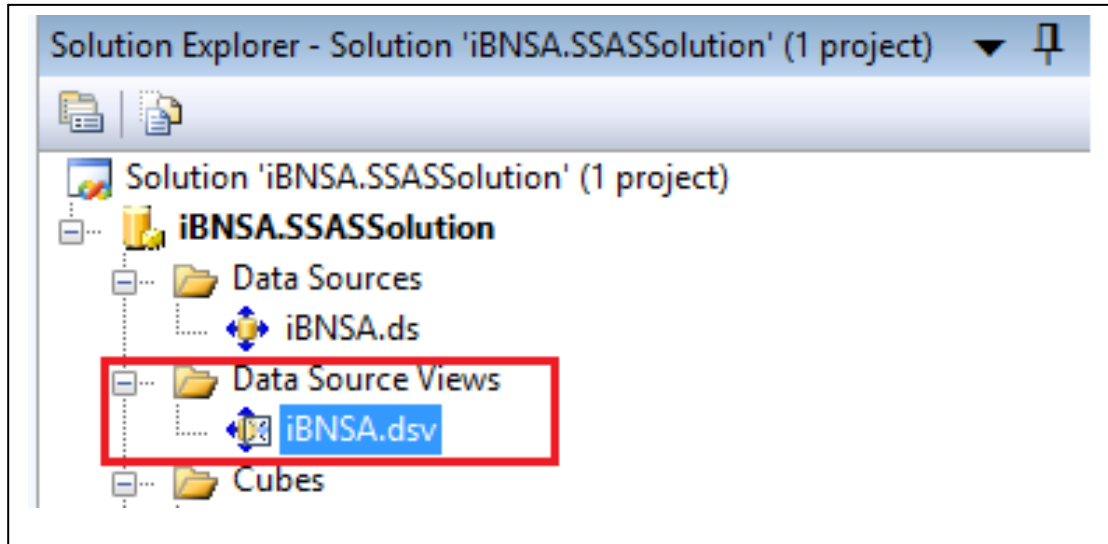 Solution Explorer - Solution 'iBNSA.SSASSolution' (1 project)
Solution 'iBNSA.SSASSolution' (1 project)
iBNSA.SSASSolution
Data Sources
iBNSA.ds
Data Source Views
iBNSA.dsv
Cubes